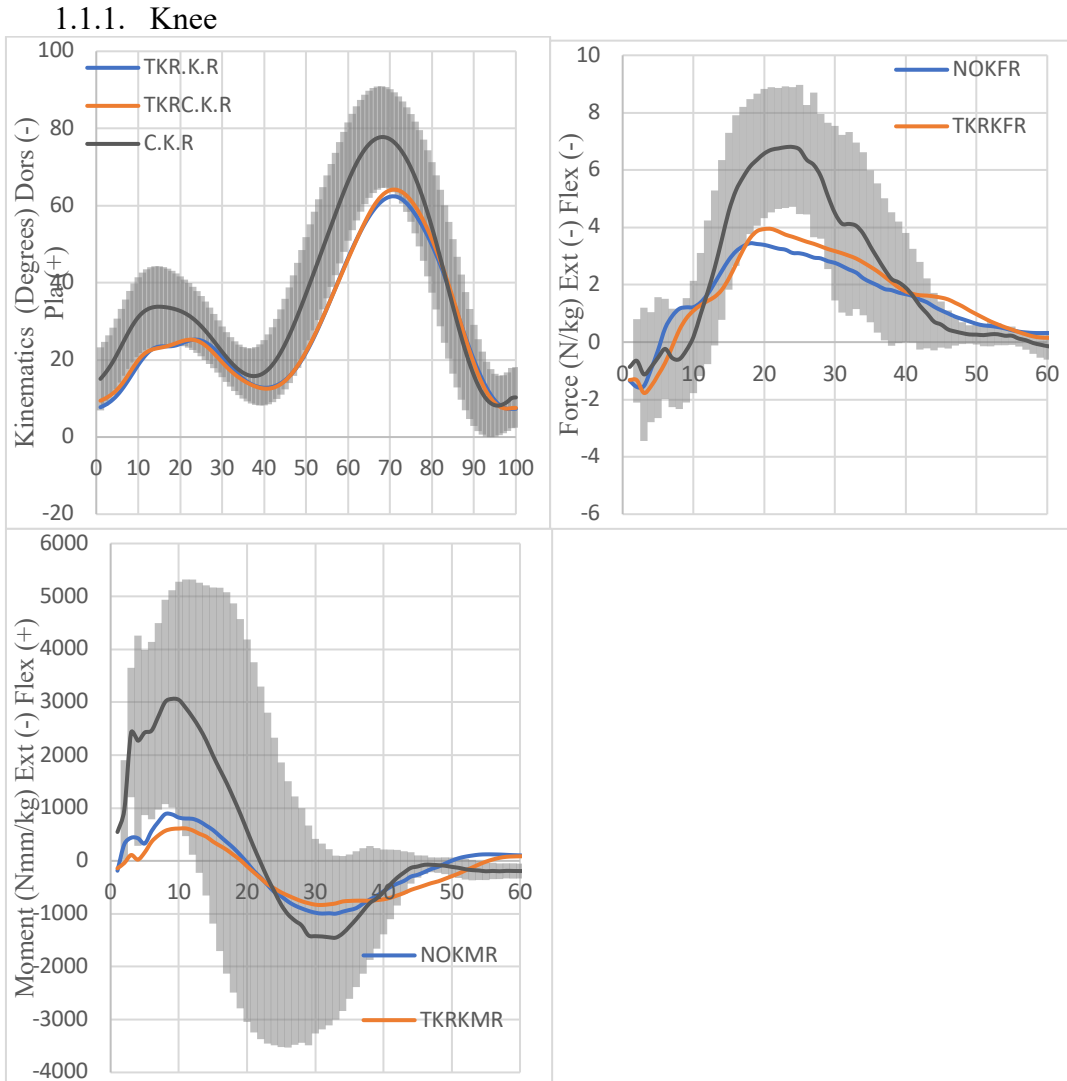 1.1.1. Knee
Kinematics (Degrees) Dors (-)
Pla (+)
100
80
60
40
20
0
-20
TKR.K.R
TKRC.K.R
C.K.R
0 10 20 30 40 50 60 70 80 90 100
Force (N/kg) Ext (-) Flex (-)
10
8
6
4
2
0
-2
-4
-6
NOKFR
TKRKFR
0 10 20 30 40 50 60
Moment (Nmm/kg) Ext (-) Flex (+)
6000
5000
4000
3000
2000
1000
0
-1000
-2000
-3000
-4000
0 10 20 30 40 50 60
NOKMR
TKRKMR